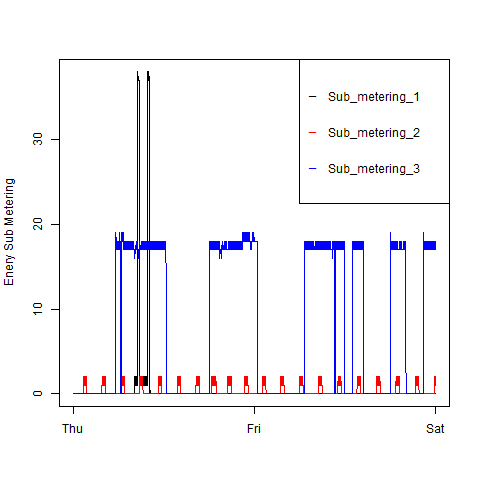 Sub_metering_1
Sub_metering_2
Sub_metering_3
Enery Sub Metering
30
20
10
0
Thu Fri Sat